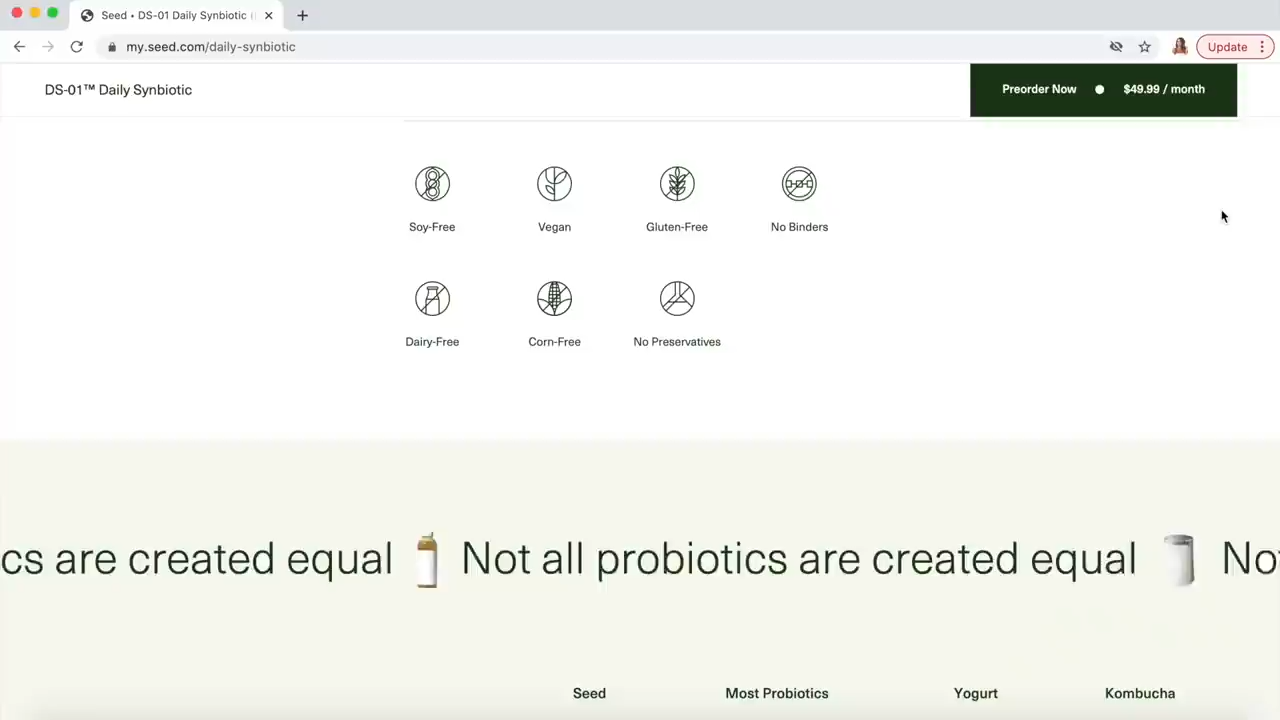 Seed • DS-01 Daily Synbiotic (
my.seed.com/daily-synbiotic
Update
DS-01™ Daily Synbiotic
Preorder Now
$49.99 / month
Soy-Free
Vegan
Gluten-Free
No Binders
Dairy-Free
Corn-Free
No Preservatives
cs are created equal Not all probiotics are created equal No
Seed
Most Probiotics
Yogurt
Kombucha